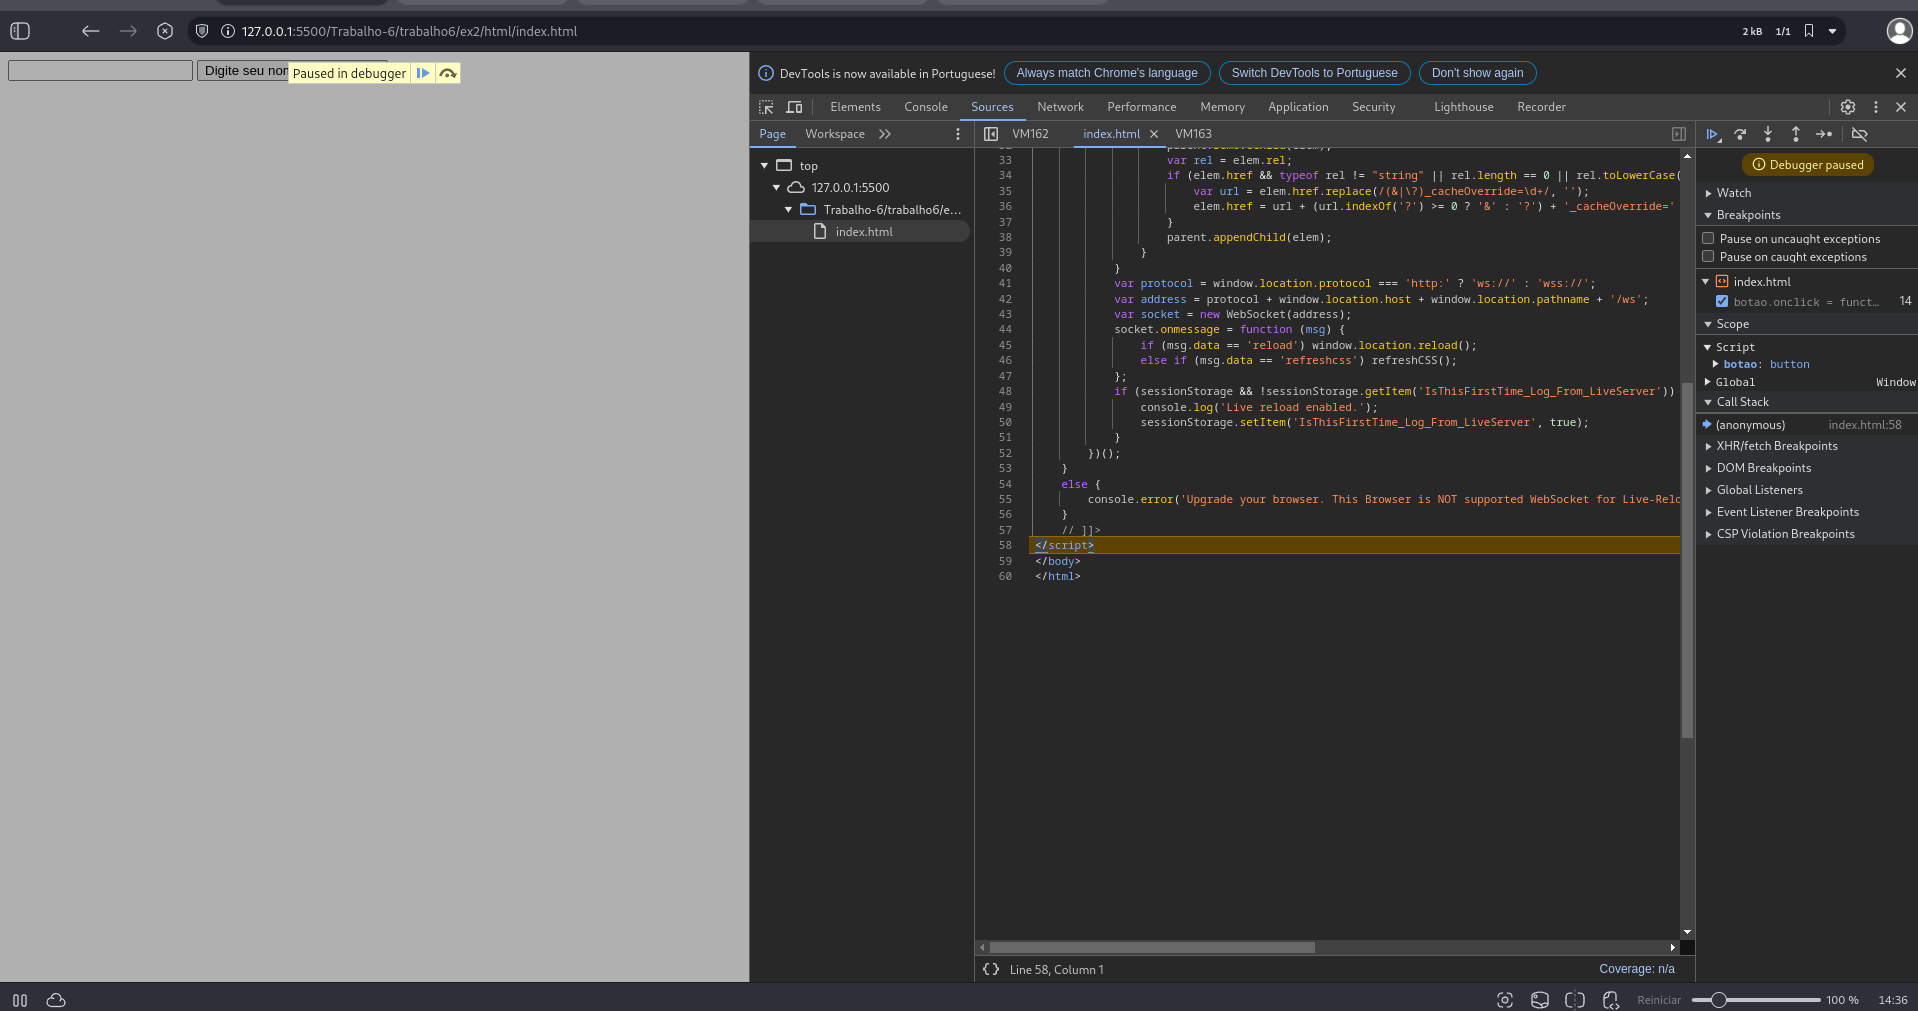 127.0.0.1:5500/Trabalho-6/trabalho6/ex2/html/index.html
2 kB 1/1
Digite seu
Paused in debugger
DevTools is now available in Portuguese!
Always match Chrome's language
Switch DevTools to Portuguese
Don't show again
Elements Console Sources Network Performance Memory Application Security Lighthouse Recorder
Page Workspace
VM162 index.html VM163
top
127.0.0.1:5500
Trabalho-6/trabalho6/e…
index.html
33 var rel = elem.rel;
34 if (elem.href && typeof rel != "string" || rel.length == 0 || rel.toLowerCase(
35 var url = elem.href.replace(/(&|\?)_cacheOverride=\d+/, '');
36 elem.href = url + (url.indexOf('?') >= 0 ? '&' : '?') + '_cacheOverride='
37 }
38 parent.appendChild(elem);
39 }
40 }
41 var protocol = window.location.protocol === 'http:' ? 'ws://' : 'wss://';
42 var address = protocol + window.location.host + window.location.pathname + '/ws';
43 var socket = new WebSocket(address);
44 socket.onmessage = function (msg) {
45 if (msg.data == 'reload') window.location.reload();
46 else if (msg.data == 'refreshcss') refreshCSS();
47 };
48 if (sessionStorage && !sessionStorage.getItem('IsThisFirstTime_Log_From_LiveServer'))
49 console.log('Live reload enabled.');
50 sessionStorage.setItem('IsThisFirstTime_Log_From_LiveServer', true);
51 }
52 })();
53 }
54 else {
55 console.error('Upgrade your browser. This Browser is NOT supported WebSocket for Live-Relo
56 }
57 // ]]>
58 </script>
59 </body>
60 </html>
Line 58, Column 1
Coverage: n/a
Debugger paused
Watch
Breakpoints
Pause on uncaught exceptions
Pause on caught exceptions
index.html
botao.onclick = funct… 14
Scope
Script
botao: button
Global Window
Call Stack
(anonymous) index.html:58
XHR/fetch Breakpoints
DOM Breakpoints
Global Listeners
Event Listener Breakpoints
CSP Violation Breakpoints
Reiniciar 100 % 14:36